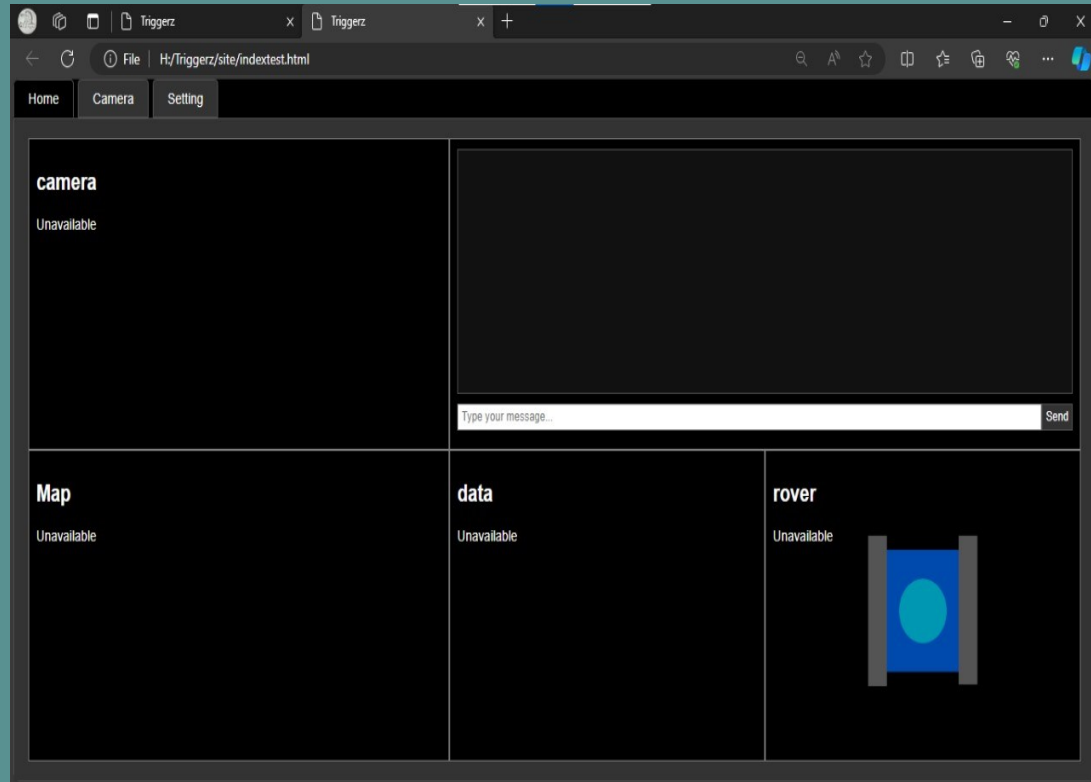 Triggerz
Triggerz
File
H:/Triggerz/site/indextest.html
Home
Camera
Setting
camera
Unavailable
Type your message...
Send
Map
Unavailable
data
Unavailable
rover
Unavailable